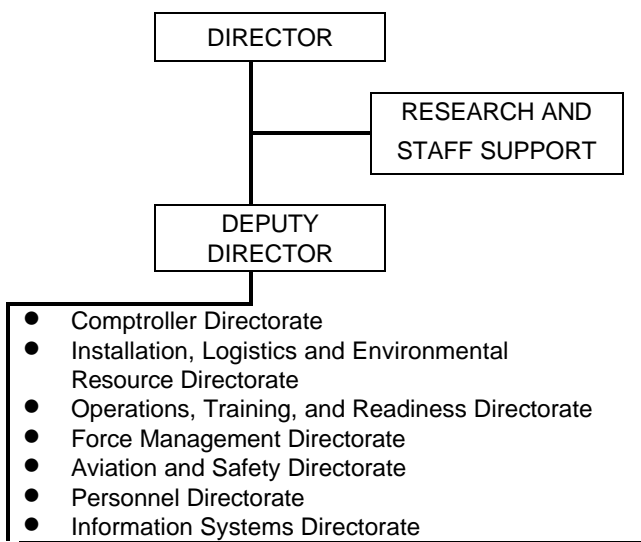 DIRECTOR
RESEARCH AND
STAFF SUPPORT
DEPUTY
DIRECTOR
● Comptroller Directorate
● Installation, Logistics and Environmental
Resource Directorate
● Operations, Training, and Readiness Directorate
● Force Management Directorate
● Aviation and Safety Directorate
● Personnel Directorate
● Information Systems Directorate